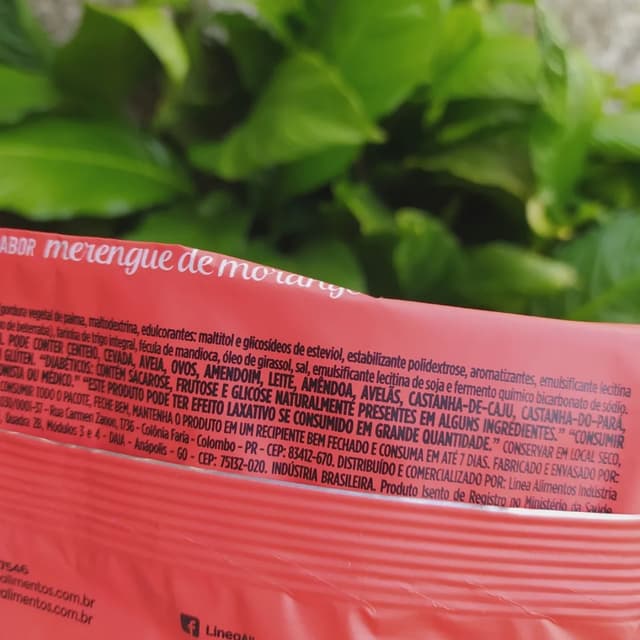 ABOR merengue de morango
gordura vegetal de palma, maltodextrina, edulcorantes: maltitol e glicosídeos de esteviol, estabilizante polidextrose, aromatizantes, emulsificante lecitina
de beterraba), farinha de trigo integral, fécula de mandioca, óleo de girassol, sal, emulsificante lecitina de soja e fermento químico bicarbonato de sódio.
PODE CONTER CENTEIO, CEVADA, AVEIA, OVOS, AMENDOIM, LEITE, AMÊNDOA, AVELÃS, CASTANHA-DE-CAJU, CASTANHA-DO-PARÁ,
GLÚTEN. "DIABÉTICOS: CONTÉM SACAROSE, FRUTOSE E GLICOSE NATURALMENTE PRESENTES EM ALGUNS INGREDIENTES." "CONSUMIR
OU MÉDICO." "ESTE PRODUTO PODE TER EFEITO LAXATIVO SE CONSUMIDO EM GRANDE QUANTIDADE." CONSERVAR EM LOCAL SECO,
CONSUMIR TODO O PACOTE, FECHE BEM, MANTENHA O PRODUTO EM UM RECIPIENTE BEM FECHADO E CONSUMA EM ATÉ 7 DIAS. FABRICADO E ENVASADO POR:
Rua Carmen Zanon, 1736 - Colônia Faria - Colombo - PR - CEP: 83412-670. DISTRIBUÍDO E COMERCIALIZADO POR: Linea Alimentos Indústria
Quadra 2B, Módulos 3 e 4 - DAIA - Anápolis - GO - CEP: 75132-020. INDÚSTRIA BRASILEIRA. Produto Isento de Registro no Ministério da Saúde
1546
alimentos.com.br
alimentos.com.br
LineaAl